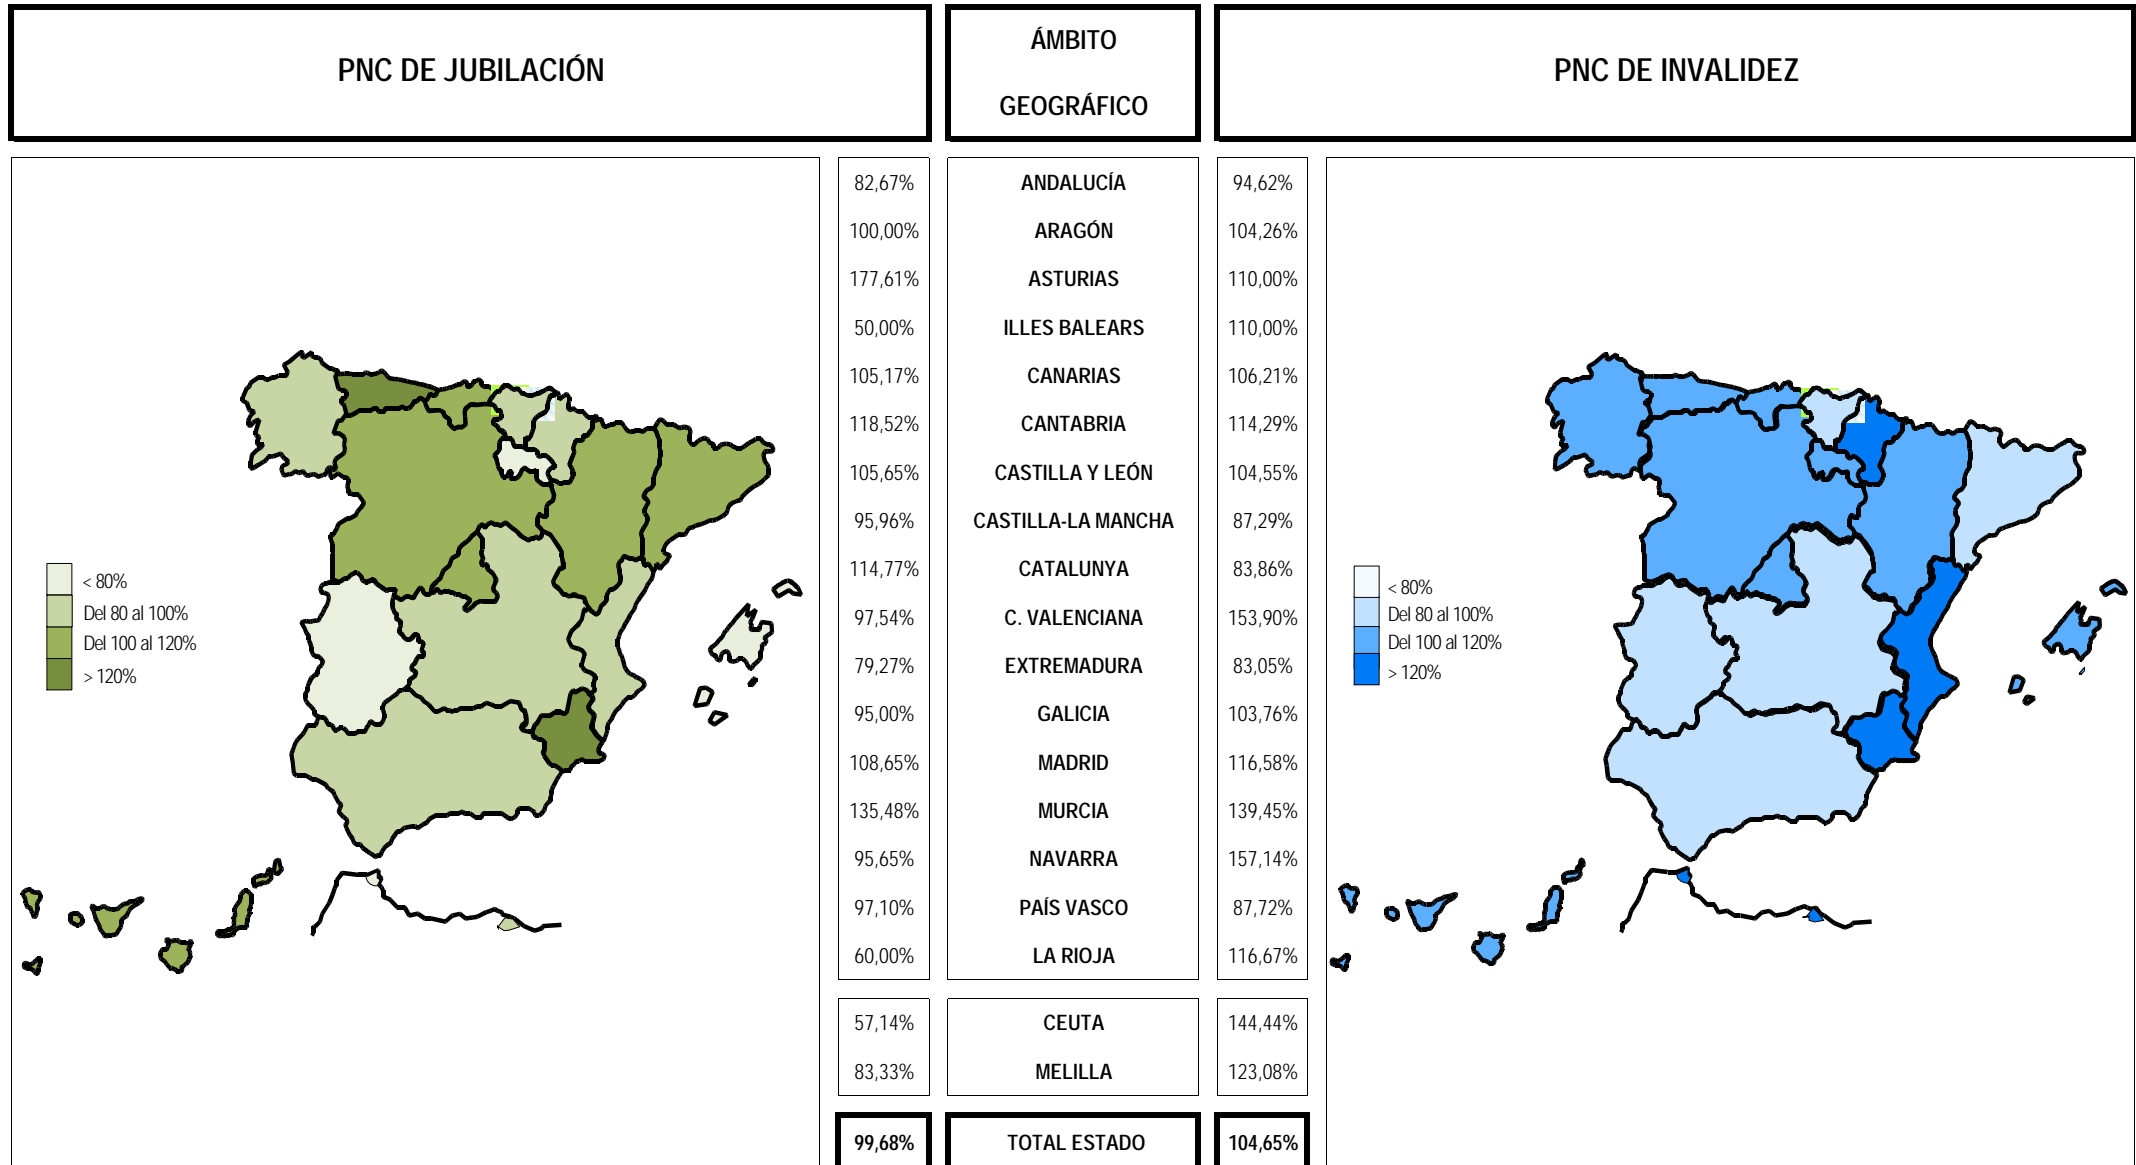 PNC DE JUBILACIÓN
ÁMBITO
GEOGRÁFICO
PNC DE INVALIDEZ
82,67% ANDALUCÍA 94,62%
100,00% ARAGÓN 104,26%
177,61% ASTURIAS 110,00%
50,00% ILLES BALEARS 110,00%
105,17% CANARIAS 106,21%
118,52% CANTABRIA 114,29%
105,65% CASTILLA Y LEÓN 104,55%
95,96% CASTILLA-LA MANCHA 87,29%
114,77% CATALUNYA 83,86%
97,54% C. VALENCIANA 153,90%
79,27% EXTREMADURA 83,05%
95,00% GALICIA 103,76%
108,65% MADRID 116,58%
135,48% MURCIA 139,45%
95,65% NAVARRA 157,14%
97,10% PAÍS VASCO 87,72%
60,00% LA RIOJA 116,67%
57,14% CEUTA 144,44%
83,33% MELILLA 123,08%
99,68% TOTAL ESTADO 104,65%
< 80%
Del 80 al 100%
Del 100 al 120%
> 120%
< 80%
Del 80 al 100%
Del 100 al 120%
> 120%